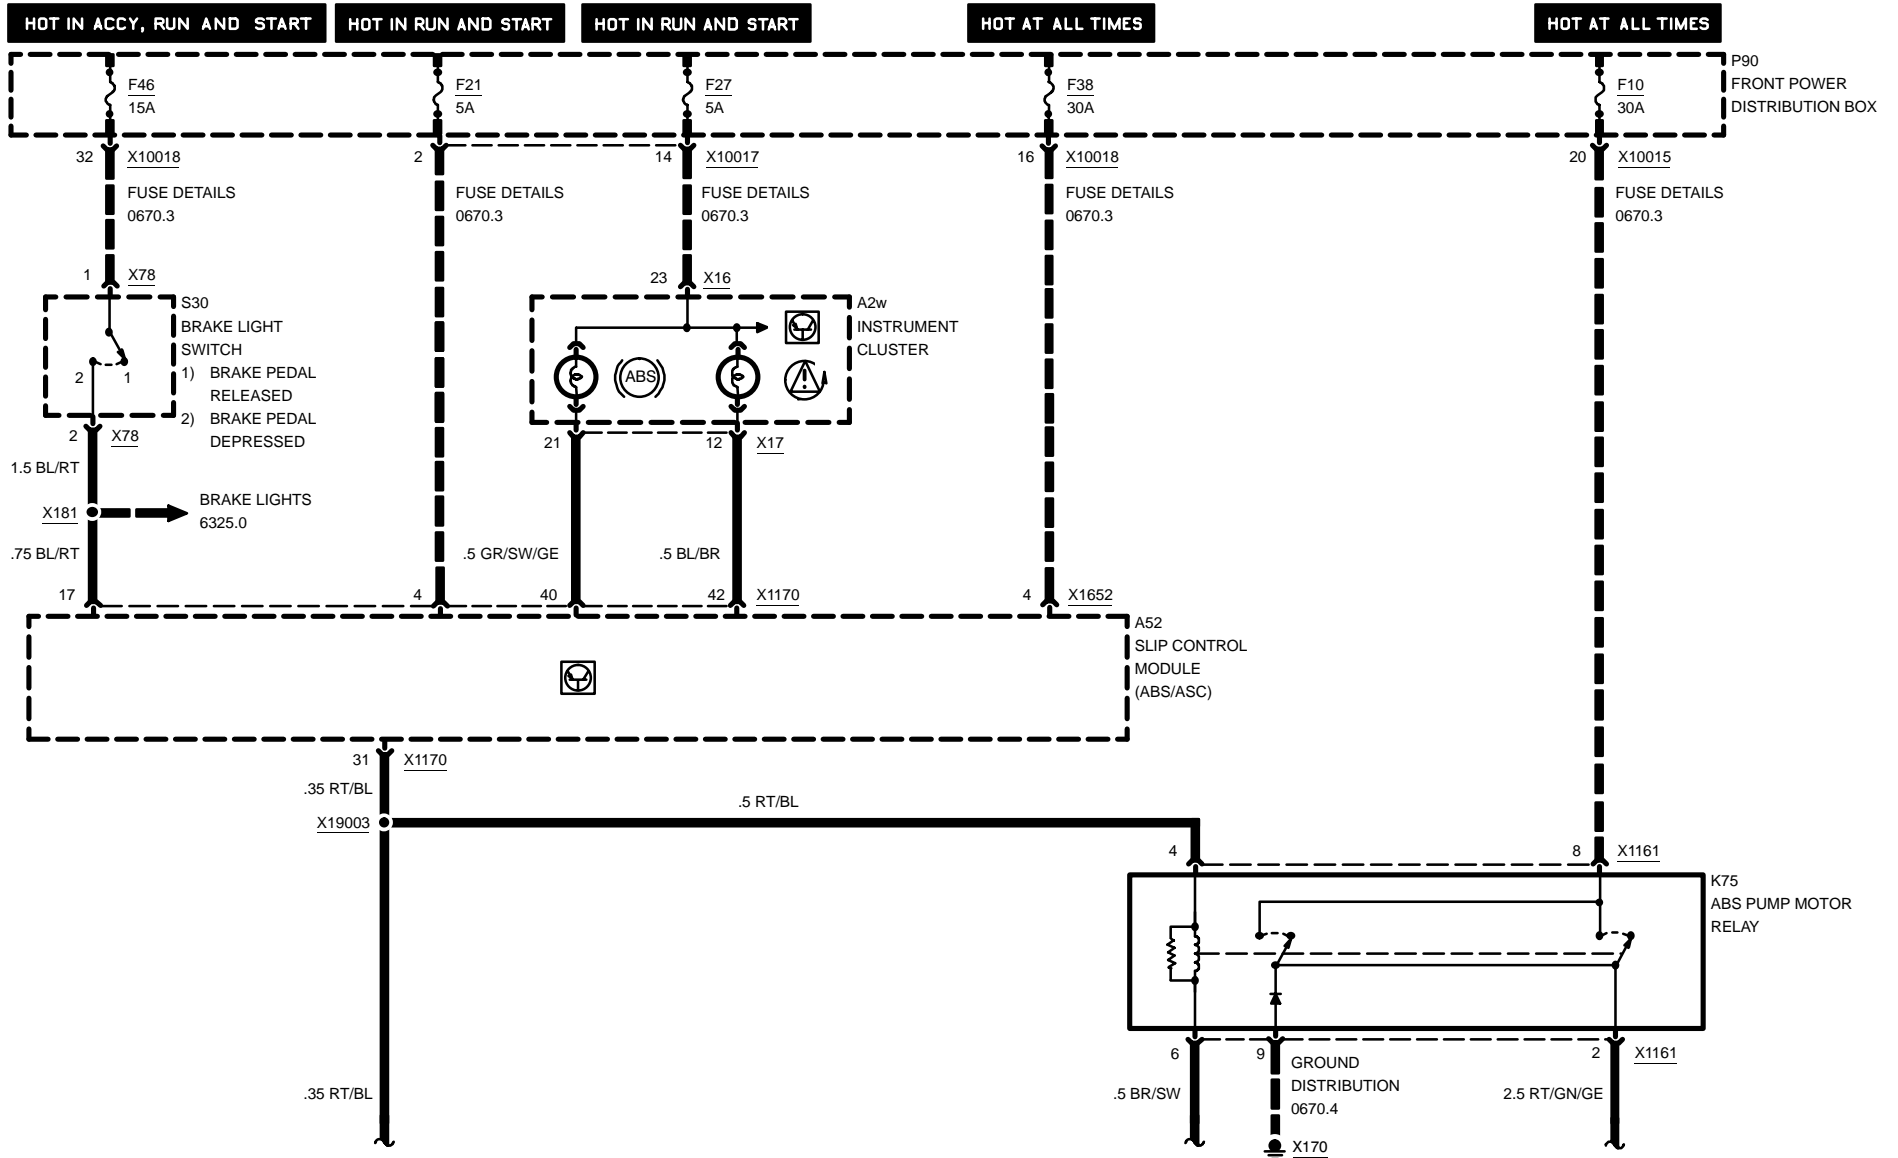 HOT IN ACCY, RUN AND START
HOT IN RUN AND START
HOT IN RUN AND START
HOT AT ALL TIMES
HOT AT ALL TIMES
P90
FRONT POWER
DISTRIBUTION BOX
F46
15A
F21
5A
F27
5A
F38
30A
F10
30A
32
X10018
2
14
X10017
16
X10018
20
X10015
FUSE DETAILS
0670.3
FUSE DETAILS
0670.3
FUSE DETAILS
0670.3
FUSE DETAILS
0670.3
FUSE DETAILS
0670.3
1
X78
23
X16
S30
BRAKE LIGHT
SWITCH
1) BRAKE PEDAL
RELEASED
2) BRAKE PEDAL
DEPRESSED
2
1
A2w
INSTRUMENT
CLUSTER
ABS
!
2
X78
21
12
X17
1.5 BL/RT
X181
BRAKE LIGHTS
6325.0
.75 BL/RT
.5 GR/SW/GE
.5 BL/BR
17
4
40
42
X1170
4
X1652
A52
SLIP CONTROL
MODULE
(ABS/ASC)
31
X1170
.35 RT/BL
.5 RT/BL
X19003
4
8
X1161
K75
ABS PUMP MOTOR
RELAY
6
9
2
X1161
GROUND
DISTRIBUTION
0670.4
.35 RT/BL
.5 BR/SW
2.5 RT/GN/GE
X170